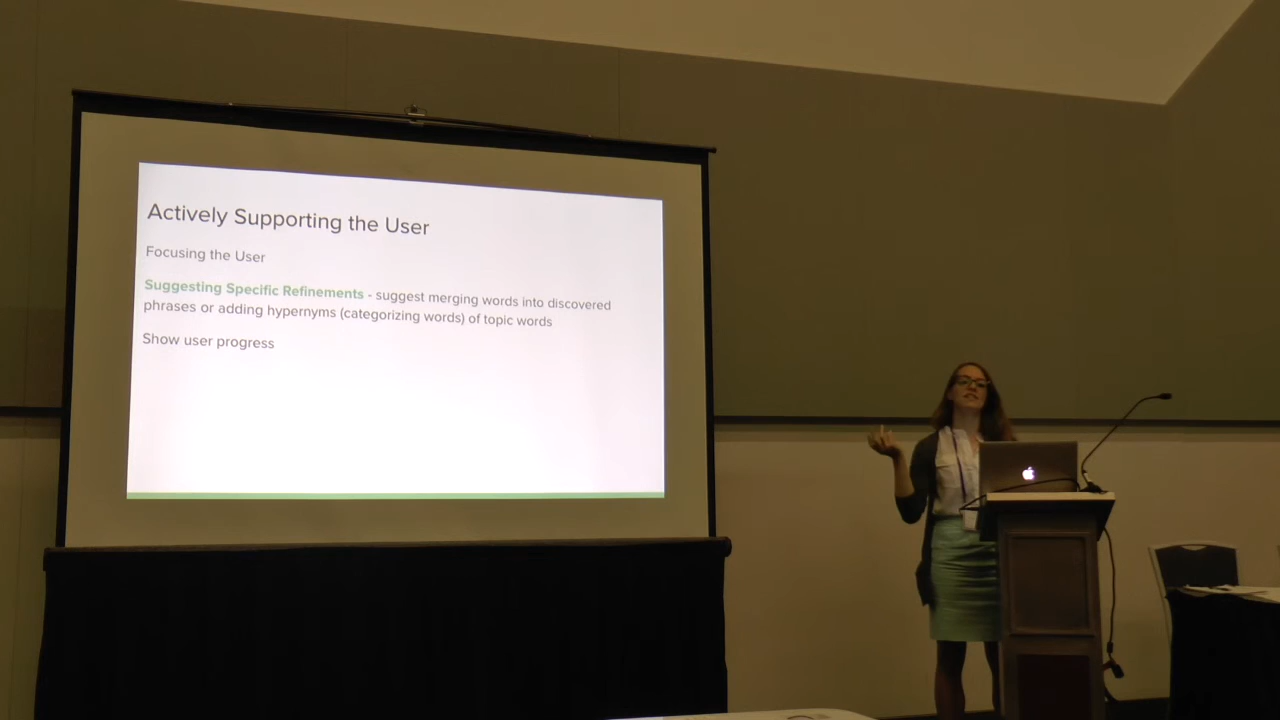 Actively Supporting the User
Focusing the User
Suggesting Specific Refinements - suggest merging words into discovered
phrases or adding hypernyms (categorizing words) of topic words
Show user progress